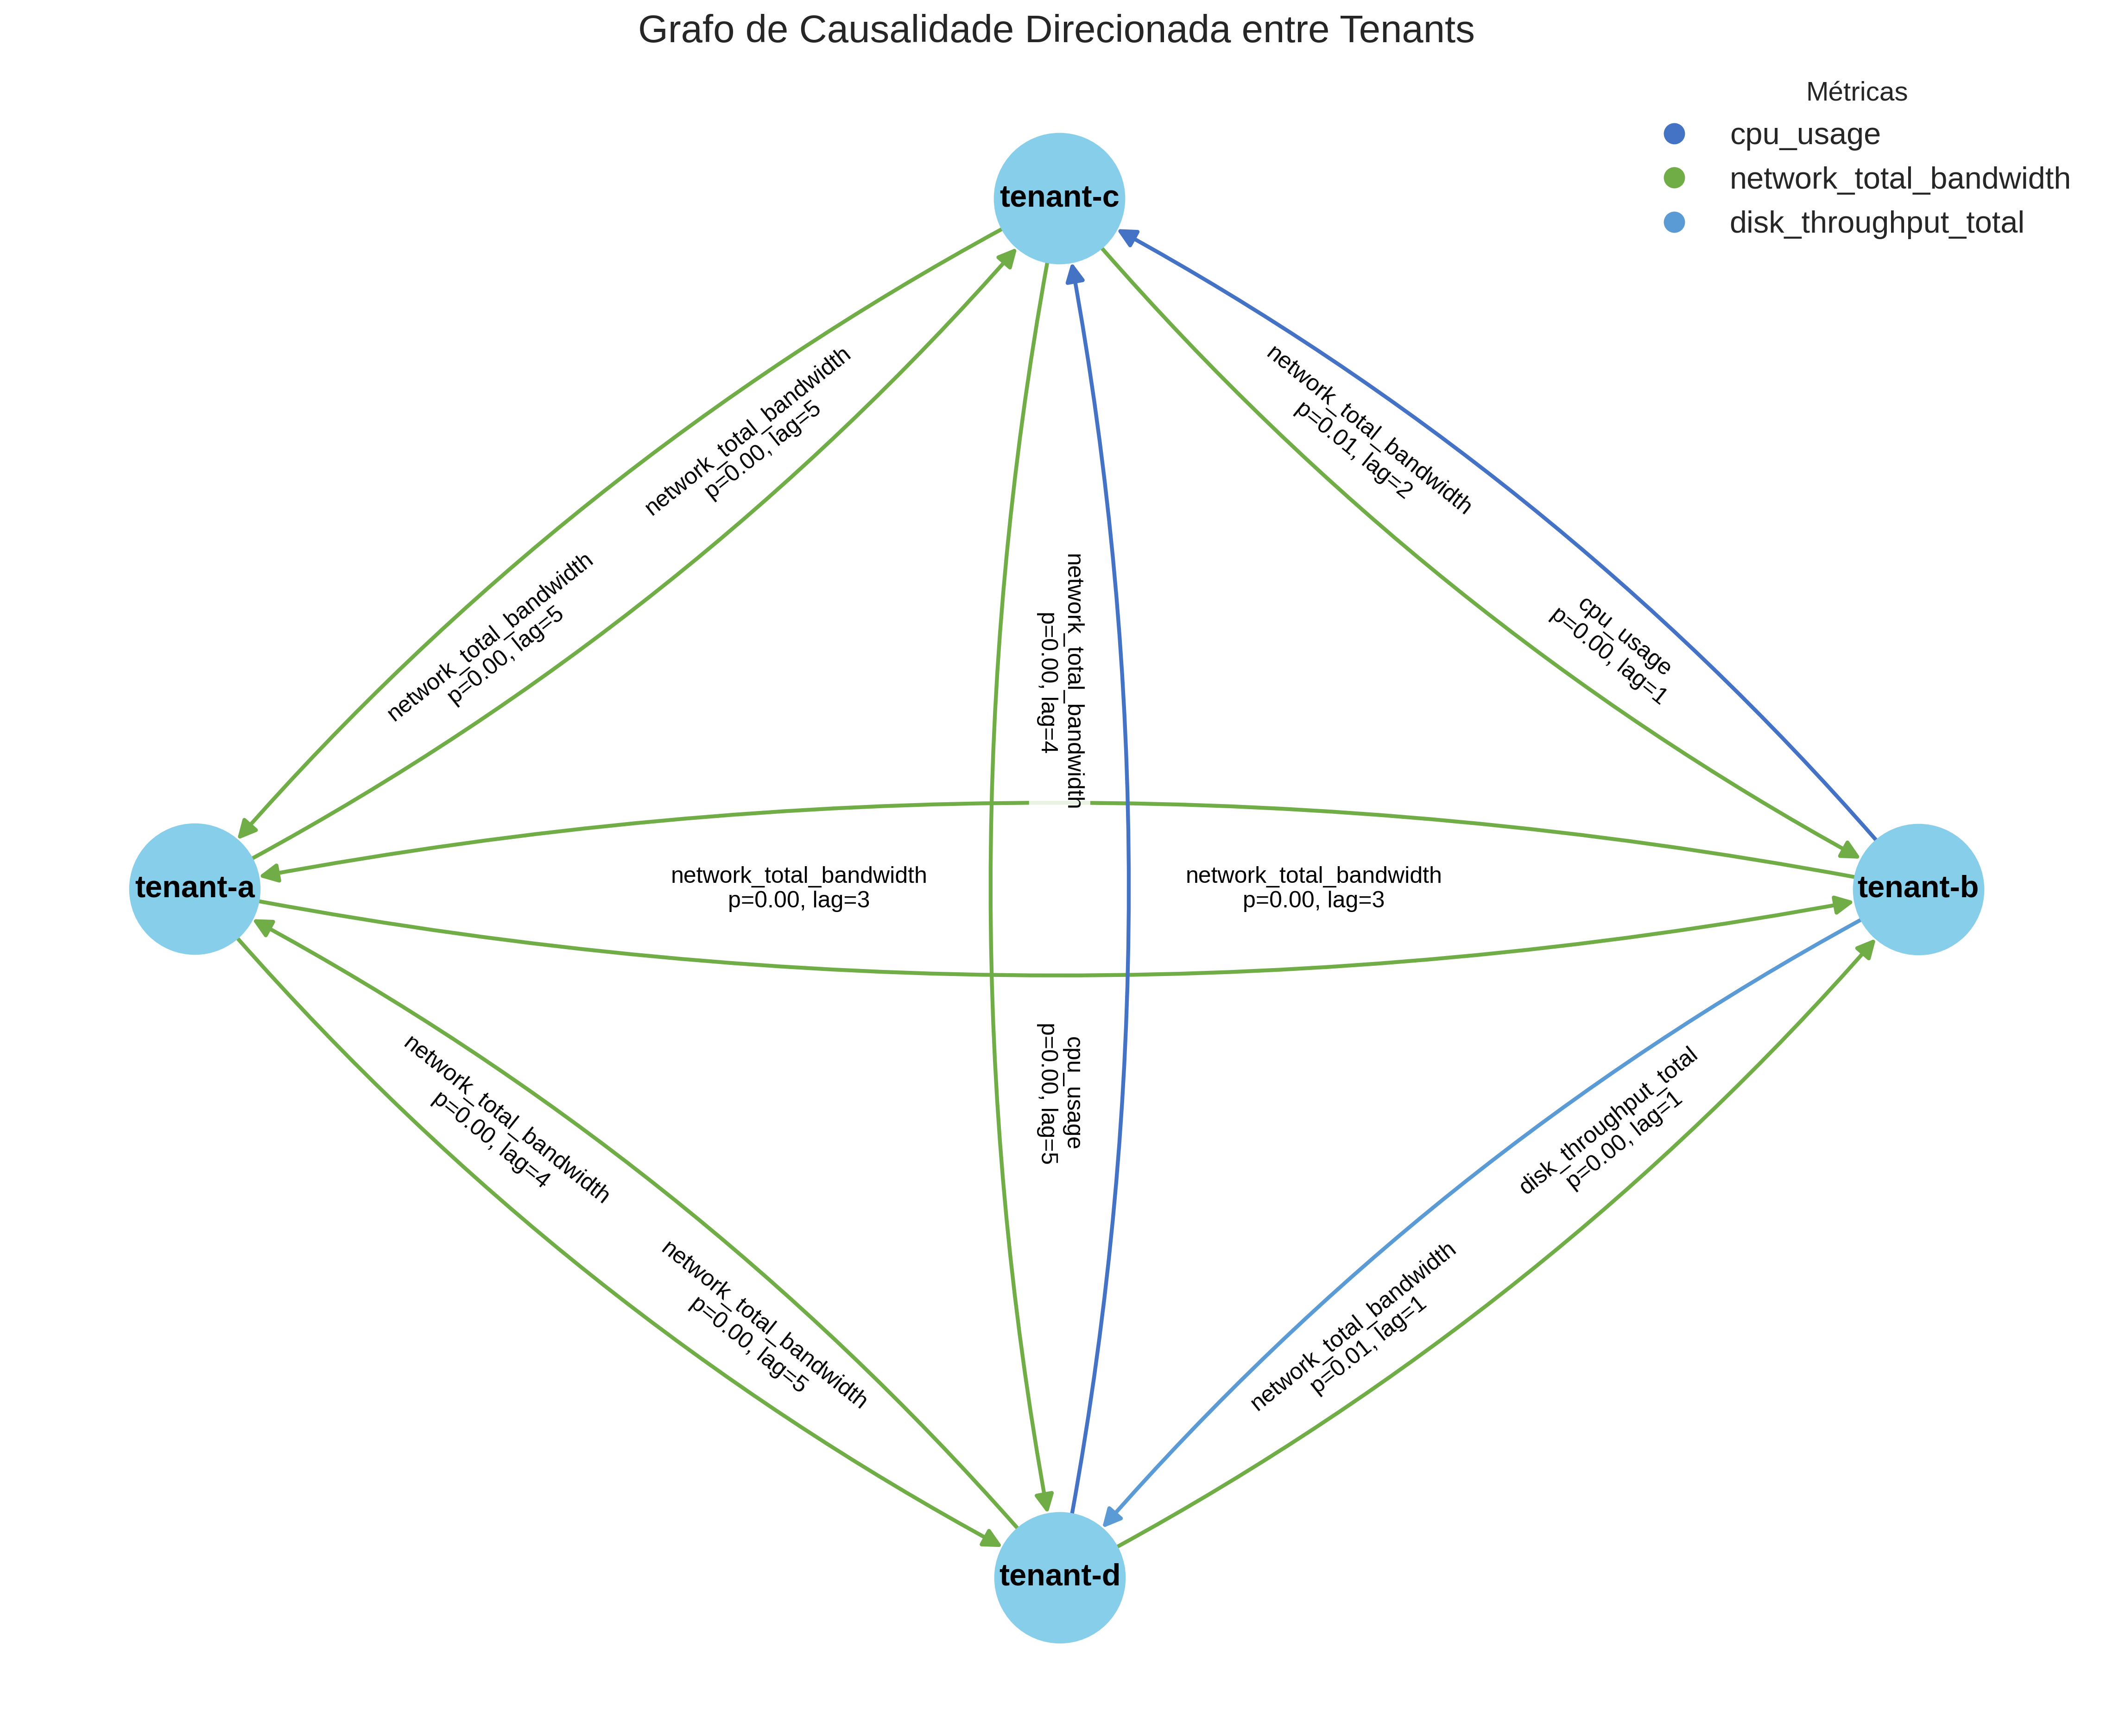 Grafo de Causalidade Direcionada entre Tenants
Métricas
cpu_usage
network_total_bandwidth
disk_throughput_total
tenant-c
network_total_bandwidth
p=0.00, lag=5
network_total_bandwidth
p=0.01, lag=2
network_total_bandwidth
p=0.00, lag=5
network_total_bandwidth
p=0.00, lag=4
cpu_usage
p=0.00, lag=1
tenant-a
network_total_bandwidth
p=0.00, lag=3
network_total_bandwidth
p=0.00, lag=3
tenant-b
network_total_bandwidth
p=0.00, lag=4
cpu_usage
p=0.00, lag=5
disk_throughput_total
p=0.00, lag=1
network_total_bandwidth
p=0.00, lag=5
network_total_bandwidth
p=0.01, lag=1
tenant-d